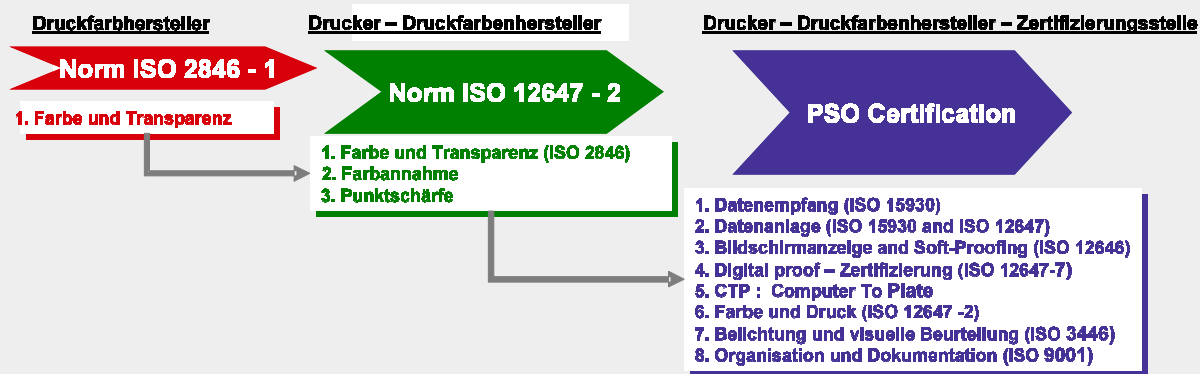 Druckfarbhersteller
Norm ISO 2846 - 1
1. Farbe und Transparenz
Drucker – Druckfarbenhersteller
Norm ISO 12647 - 2
1. Farbe und Transparenz (ISO 2846)
2. Farbannahme
3. Punktschärfe
Drucker – Druckfarbenhersteller – Zertifizierungsstelle
PSO Certification
1. Datenempfang (ISO 15930)
2. Datenanlage (ISO 15930 and ISO 12647)
3. Bildschirmanzeige and Soft-Proofing (ISO 12646)
4. Digital proof – Zertifizierung (ISO 12647-7)
5. CTP : Computer To Plate
6. Farbe und Druck (ISO 12647 -2)
7. Belichtung und visuelle Beurteilung (ISO 3446)
8. Organisation und Dokumentation (ISO 9001)